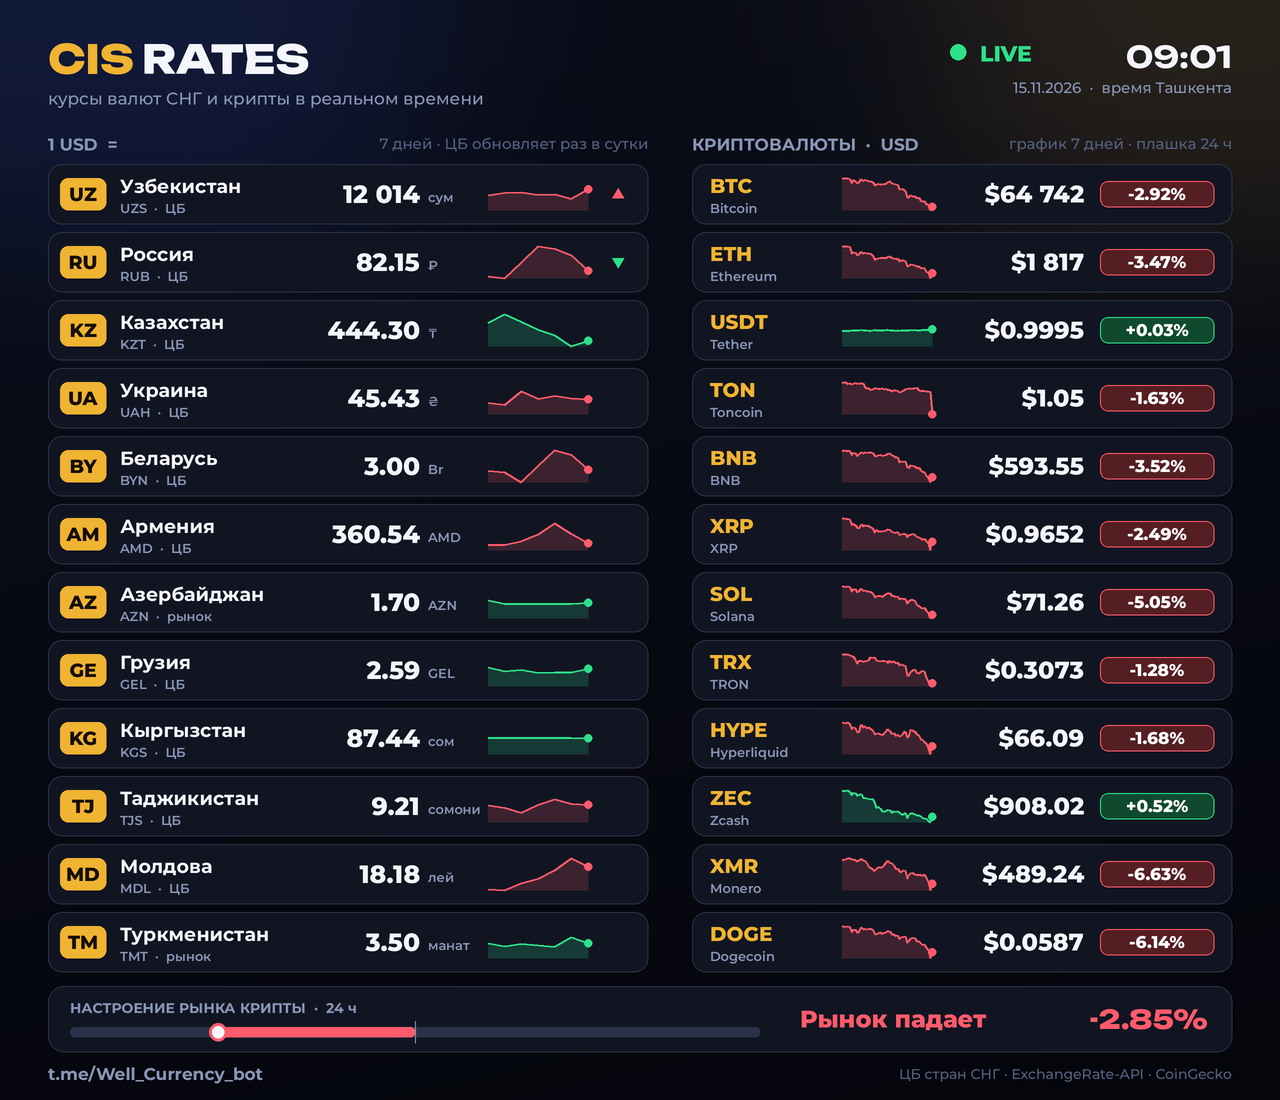 CIS RATES
курсы валют СНГ и крипты в реальном времени
LIVE
09:01
15.11.2026 · время Ташкента
1 USD =
7 дней · ЦБ обновляет раз в сутки
UZ Узбекистан 12 014 сум
UZS · ЦБ
RU Россия 82.15 ₽
RUB · ЦБ
KZ Казахстан 444.30 ₸
KZT · ЦБ
UA Украина 45.43 ₴
UAH · ЦБ
BY Беларусь 3.00 Br
BYN · ЦБ
AM Армения 360.54 AMD
AMD · ЦБ
AZ Азербайджан 1.70 AZN
AZN · рынок
GE Грузия 2.59 GEL
GEL · ЦБ
KG Кыргызстан 87.44 сом
KGS · ЦБ
TJ Таджикистан 9.21 сомони
TJS · ЦБ
MD Молдова 18.18 лей
MDL · ЦБ
TM Туркменистан 3.50 манат
TMT · рынок
КРИПТОВАЛЮТЫ · USD
график 7 дней · плашка 24 ч
BTC $64 742 -2.92%
Bitcoin
ETH $1 817 -3.47%
Ethereum
USDT $0.9995 +0.03%
Tether
TON $1.05 -1.63%
Toncoin
BNB $593.55 -3.52%
BNB
XRP $0.9652 -2.49%
XRP
SOL $71.26 -5.05%
Solana
TRX $0.3073 -1.28%
TRON
HYPE $66.09 -1.68%
Hyperliquid
ZEC $908.02 +0.52%
Zcash
XMR $489.24 -6.63%
Monero
DOGE $0.0587 -6.14%
Dogecoin
НАСТРОЕНИЕ РЫНКА КРИПТЫ · 24 ч
Рынок падает
-2.85%
t.me/Well_Currency_bot
ЦБ стран СНГ · ExchangeRate-API · CoinGecko